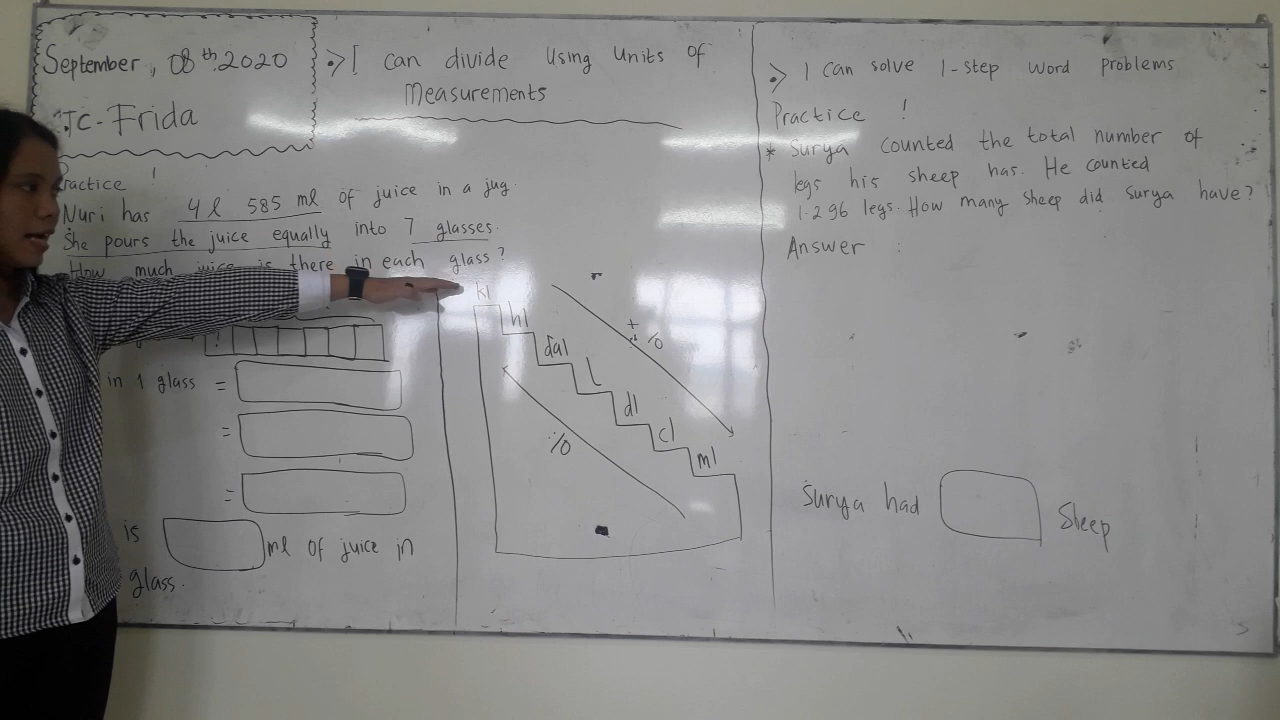 September, 08th, 2020
TC-Frida
•> I can divide using units of
Measurements
Practice !
Nuri has 4 l 585 ml of juice in a jug.
She pours the juice equally into 7 glasses.
How much juice is there in each glass?
?
in 1 glass =
=
=
is ml of juice in
glass.
kl
hl
dal
L
dl
cl
ml
•> I can solve 1-step word problems
Practice !
* Surya counted the total number of
legs his sheep has. He counted
1.296 legs. How many sheep did Surya have?
Answer :
Surya had Sheep